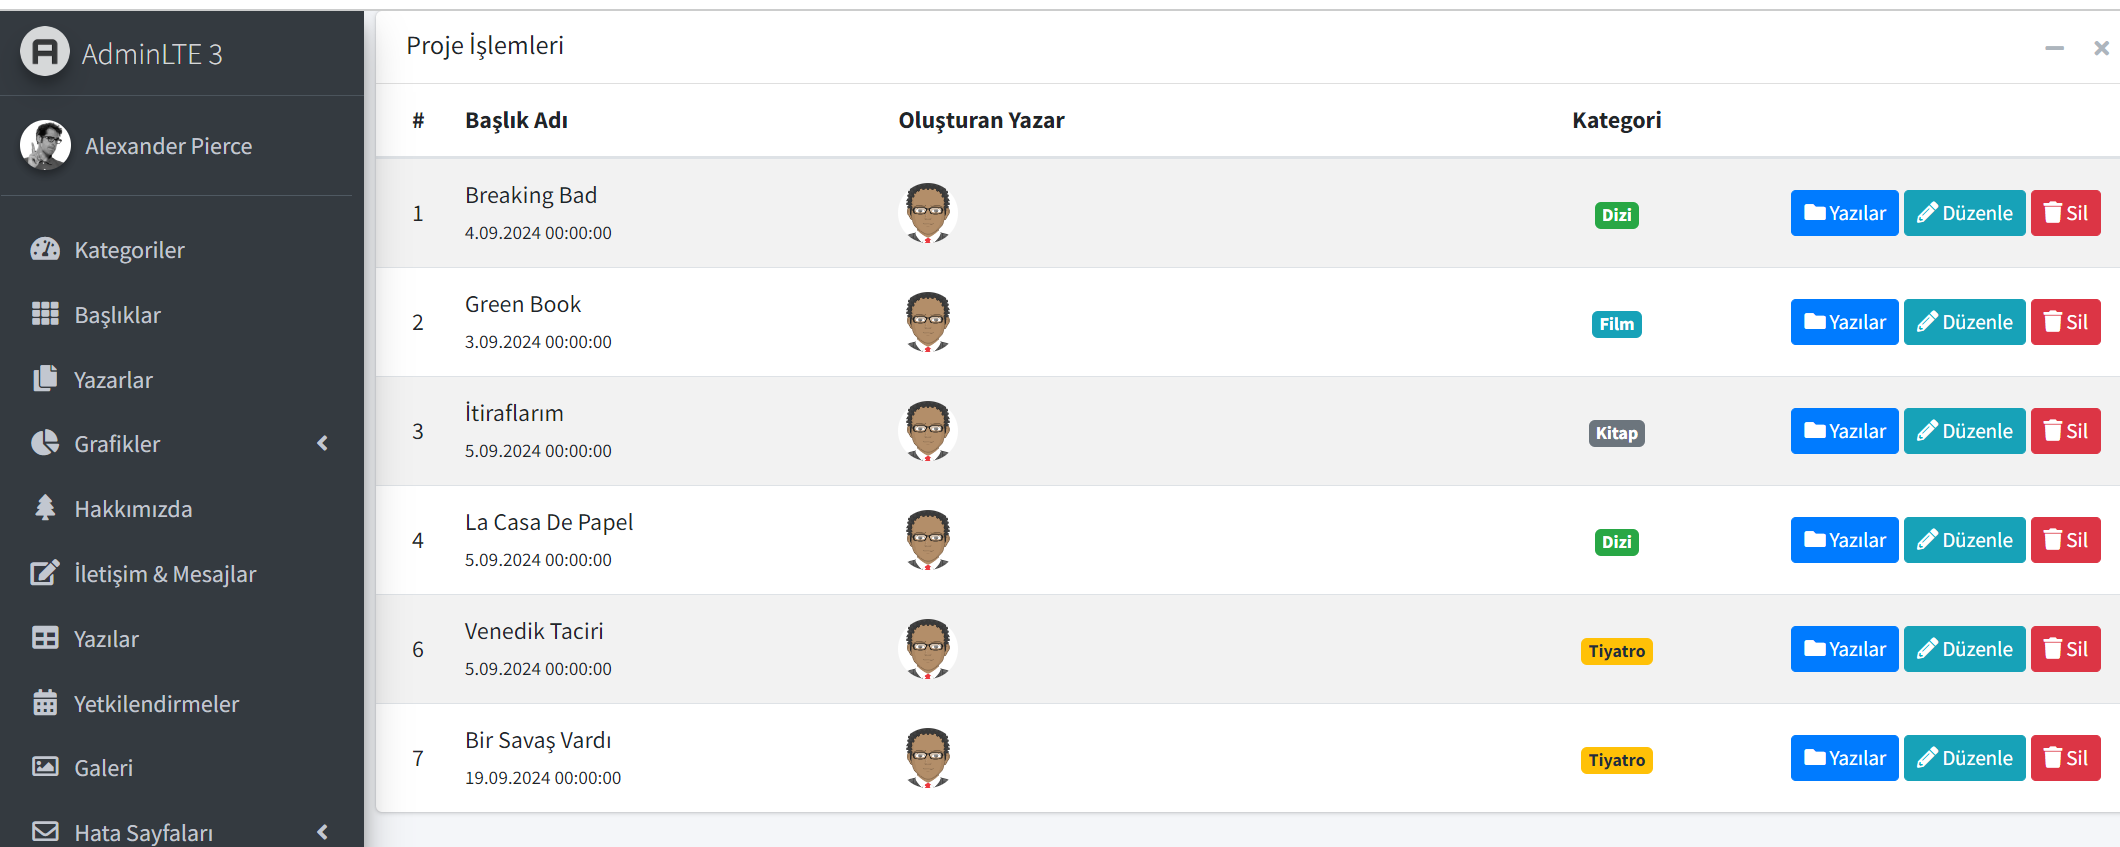 AdminLTE 3
Alexander Pierce
Kategoriler
Başlıklar
Yazarlar
Grafikler
Hakkımızda
İletişim & Mesajlar
Yazılar
Yetkilendirmeler
Galeri
Hata Sayfaları
Proje İşlemleri
# Başlık Adı Oluşturan Yazar Kategori
1 Breaking Bad Dizi Yazılar Düzenle Sil
4.09.2024 00:00:00
2 Green Book Film Yazılar Düzenle Sil
3.09.2024 00:00:00
3 İtiraflarım Kitap Yazılar Düzenle Sil
5.09.2024 00:00:00
4 La Casa De Papel Dizi Yazılar Düzenle Sil
5.09.2024 00:00:00
6 Venedik Taciri Tiyatro Yazılar Düzenle Sil
5.09.2024 00:00:00
7 Bir Savaş Vardı Tiyatro Yazılar Düzenle Sil
19.09.2024 00:00:00